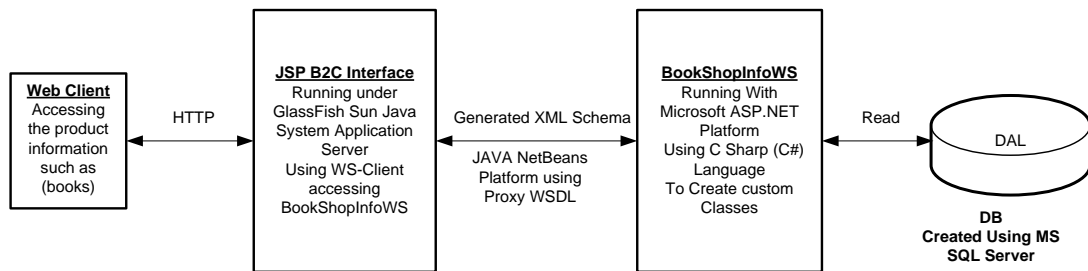 Web Client
Accessing
the product
information
such as
(books)
HTTP
JSP B2C Interface
Running under
GlassFish Sun Java
System Application
Server
Using WS-Client
accessing
BookShopInfoWS
Generated XML Schema
JAVA NetBeans
Platform using
Proxy WSDL
BookShopInfoWS
Running With
Microsoft ASP.NET
Platform
Using C Sharp (C#)
Language
To Create custom
Classes
Read
DAL
DB
Created Using MS
SQL Server